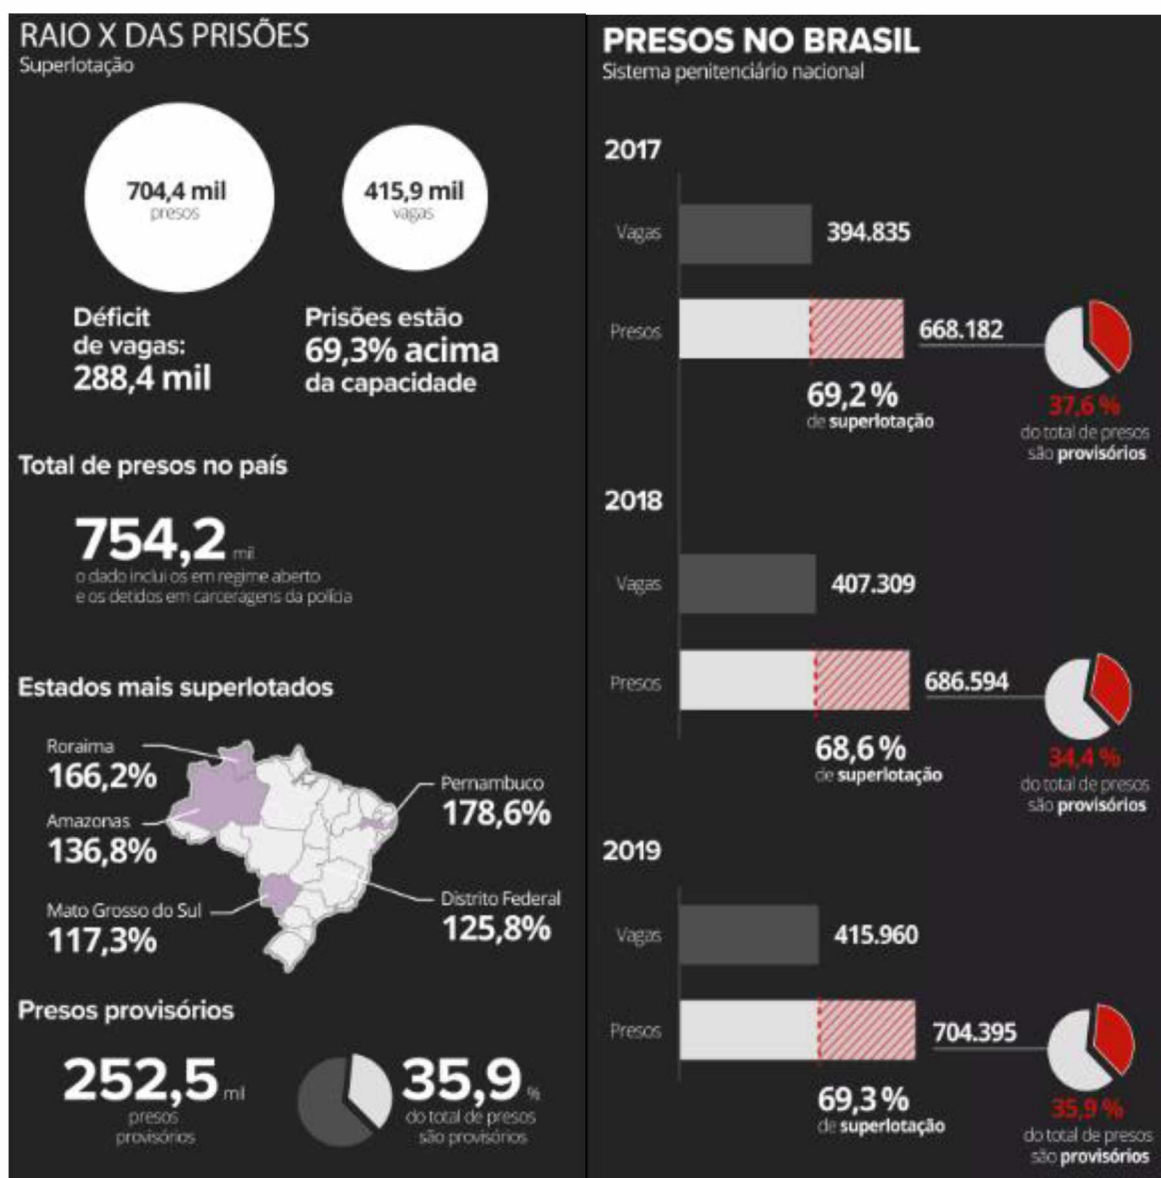 RAIO X DAS PRISÕES
Superlotação
704,4 mil
presos
415,9 mil
vagas
Déficit
de vagas:
288,4 mil
Prisões estão
69,3% acima
da capacidade
Total de presos no país
754,2 mil
o dado inclui os em regime aberto
e os detidos em carceragens da polícia
Estados mais superlotados
Roraima
166,2%
Amazonas
136,8%
Mato Grosso do Sul
117,3%
Pernambuco
178,6%
Distrito Federal
125,8%
Presos provisórios
252,5 mil
presos
provisórios
35,9 %
do total de presos
são provisórios
PRESOS NO BRASIL
Sistema penitenciário nacional
2017
Vagas
394.835
Presos
668.182
69,2 %
de superlotação
37,6 %
do total de presos
são provisórios
2018
Vagas
407.309
Presos
686.594
68,6 %
de superlotação
34,4 %
do total de presos
são provisórios
2019
Vagas
415.960
Presos
704.395
69,3 %
de superlotação
35,9 %
do total de presos
são provisórios